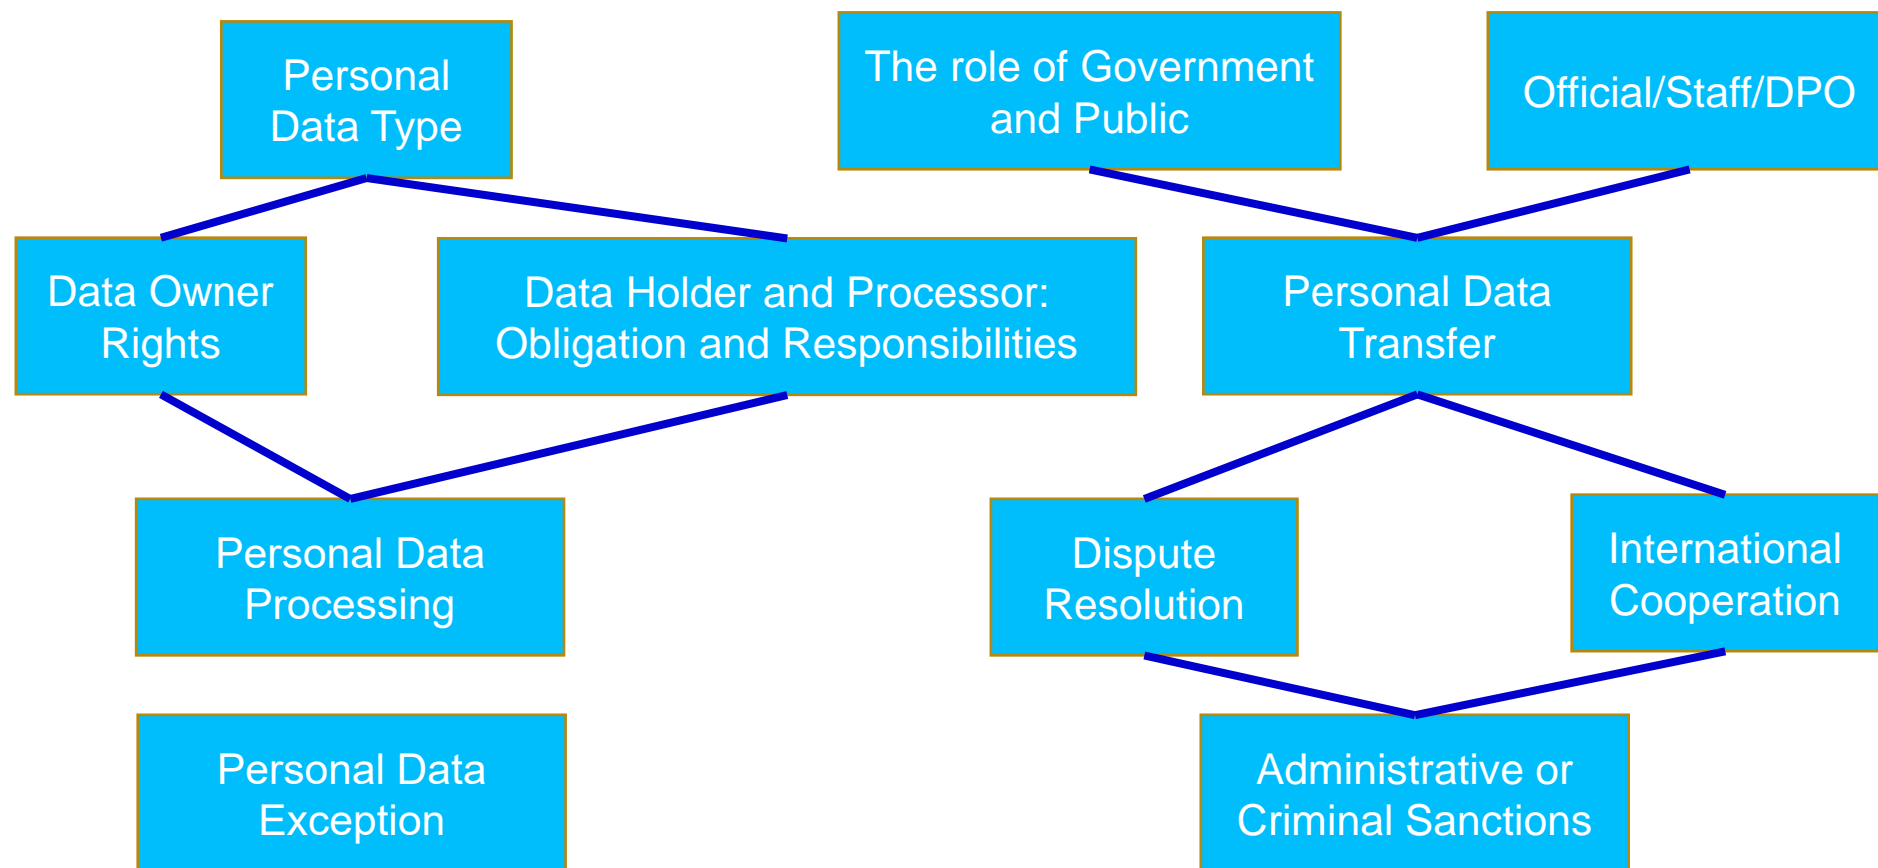 Personal
Data Type
The role of Government
and Public
Official/Staff/DPO
Data Owner
Rights
Data Holder and Processor:
Obligation and Responsibilities
Personal Data
Transfer
Personal Data
Processing
Dispute
Resolution
International
Cooperation
Personal Data
Exception
Administrative or
Criminal Sanctions